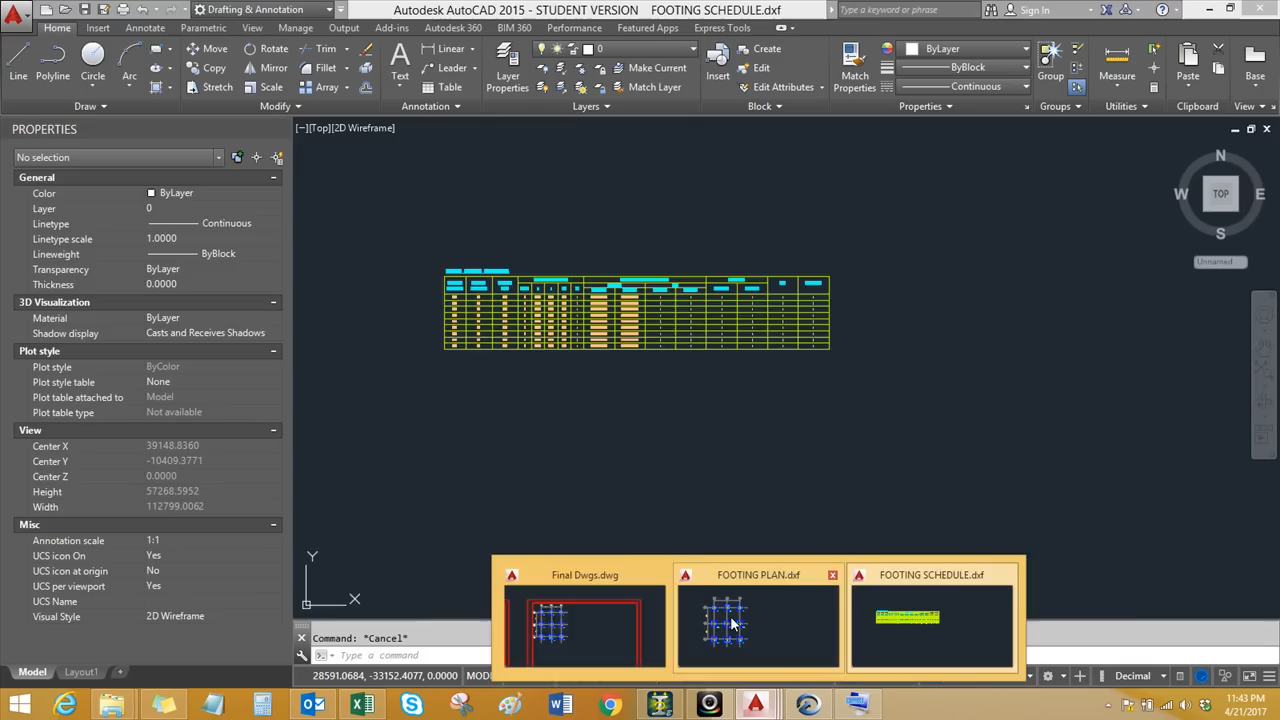 Drafting & Annotation
Autodesk AutoCAD 2015 - STUDENT VERSION FOOTING SCHEDULE.dxf
Type a keyword or phrase
Sign In
Home Insert Annotate Parametric View Manage Output Add-ins Autodesk 360 BIM 360 Performance Featured Apps Express Tools
Line Polyline Circle Arc
Move Rotate Trim
Copy Mirror Fillet
Stretch Scale Array
Text
Linear
Leader
Table
Layer Properties
0
Make Current
Match Layer
Insert
Create
Edit
Edit Attributes
Match Properties
ByLayer
ByBlock
Continuous
Group
Measure
Paste
Base
Draw Modify Annotation Layers Block Properties Groups Utilities Clipboard View
PROPERTIES
[−][Top][2D Wireframe]
No selection
General
Color ByLayer
Layer 0
Linetype Continuous
Linetype scale 1.0000
Lineweight ByBlock
Transparency ByLayer
Thickness 0.0000
3D Visualization
Material ByLayer
Shadow display Casts and Receives Shadows
Plot style
Plot style ByColor
Plot style table None
Plot table attached to Model
Plot table type Not available
View
Center X 39148.8360
Center Y -10409.3771
Center Z 0.0000
Height 57268.5952
Width 112799.0062
Misc
Annotation scale 1:1
UCS icon On Yes
UCS icon at origin No
UCS per viewport Yes
UCS Name
Visual Style 2D Wireframe
N
W TOP E
S
Unnamed
Y
X
Final Dwgs.dwg
FOOTING PLAN.dxf
FOOTING SCHEDULE.dxf
Command: *Cancel*
Type a command
Model Layout1
28591.0684, -33152.4077, 0.0000
Decimal
11:43 PM
4/21/2017